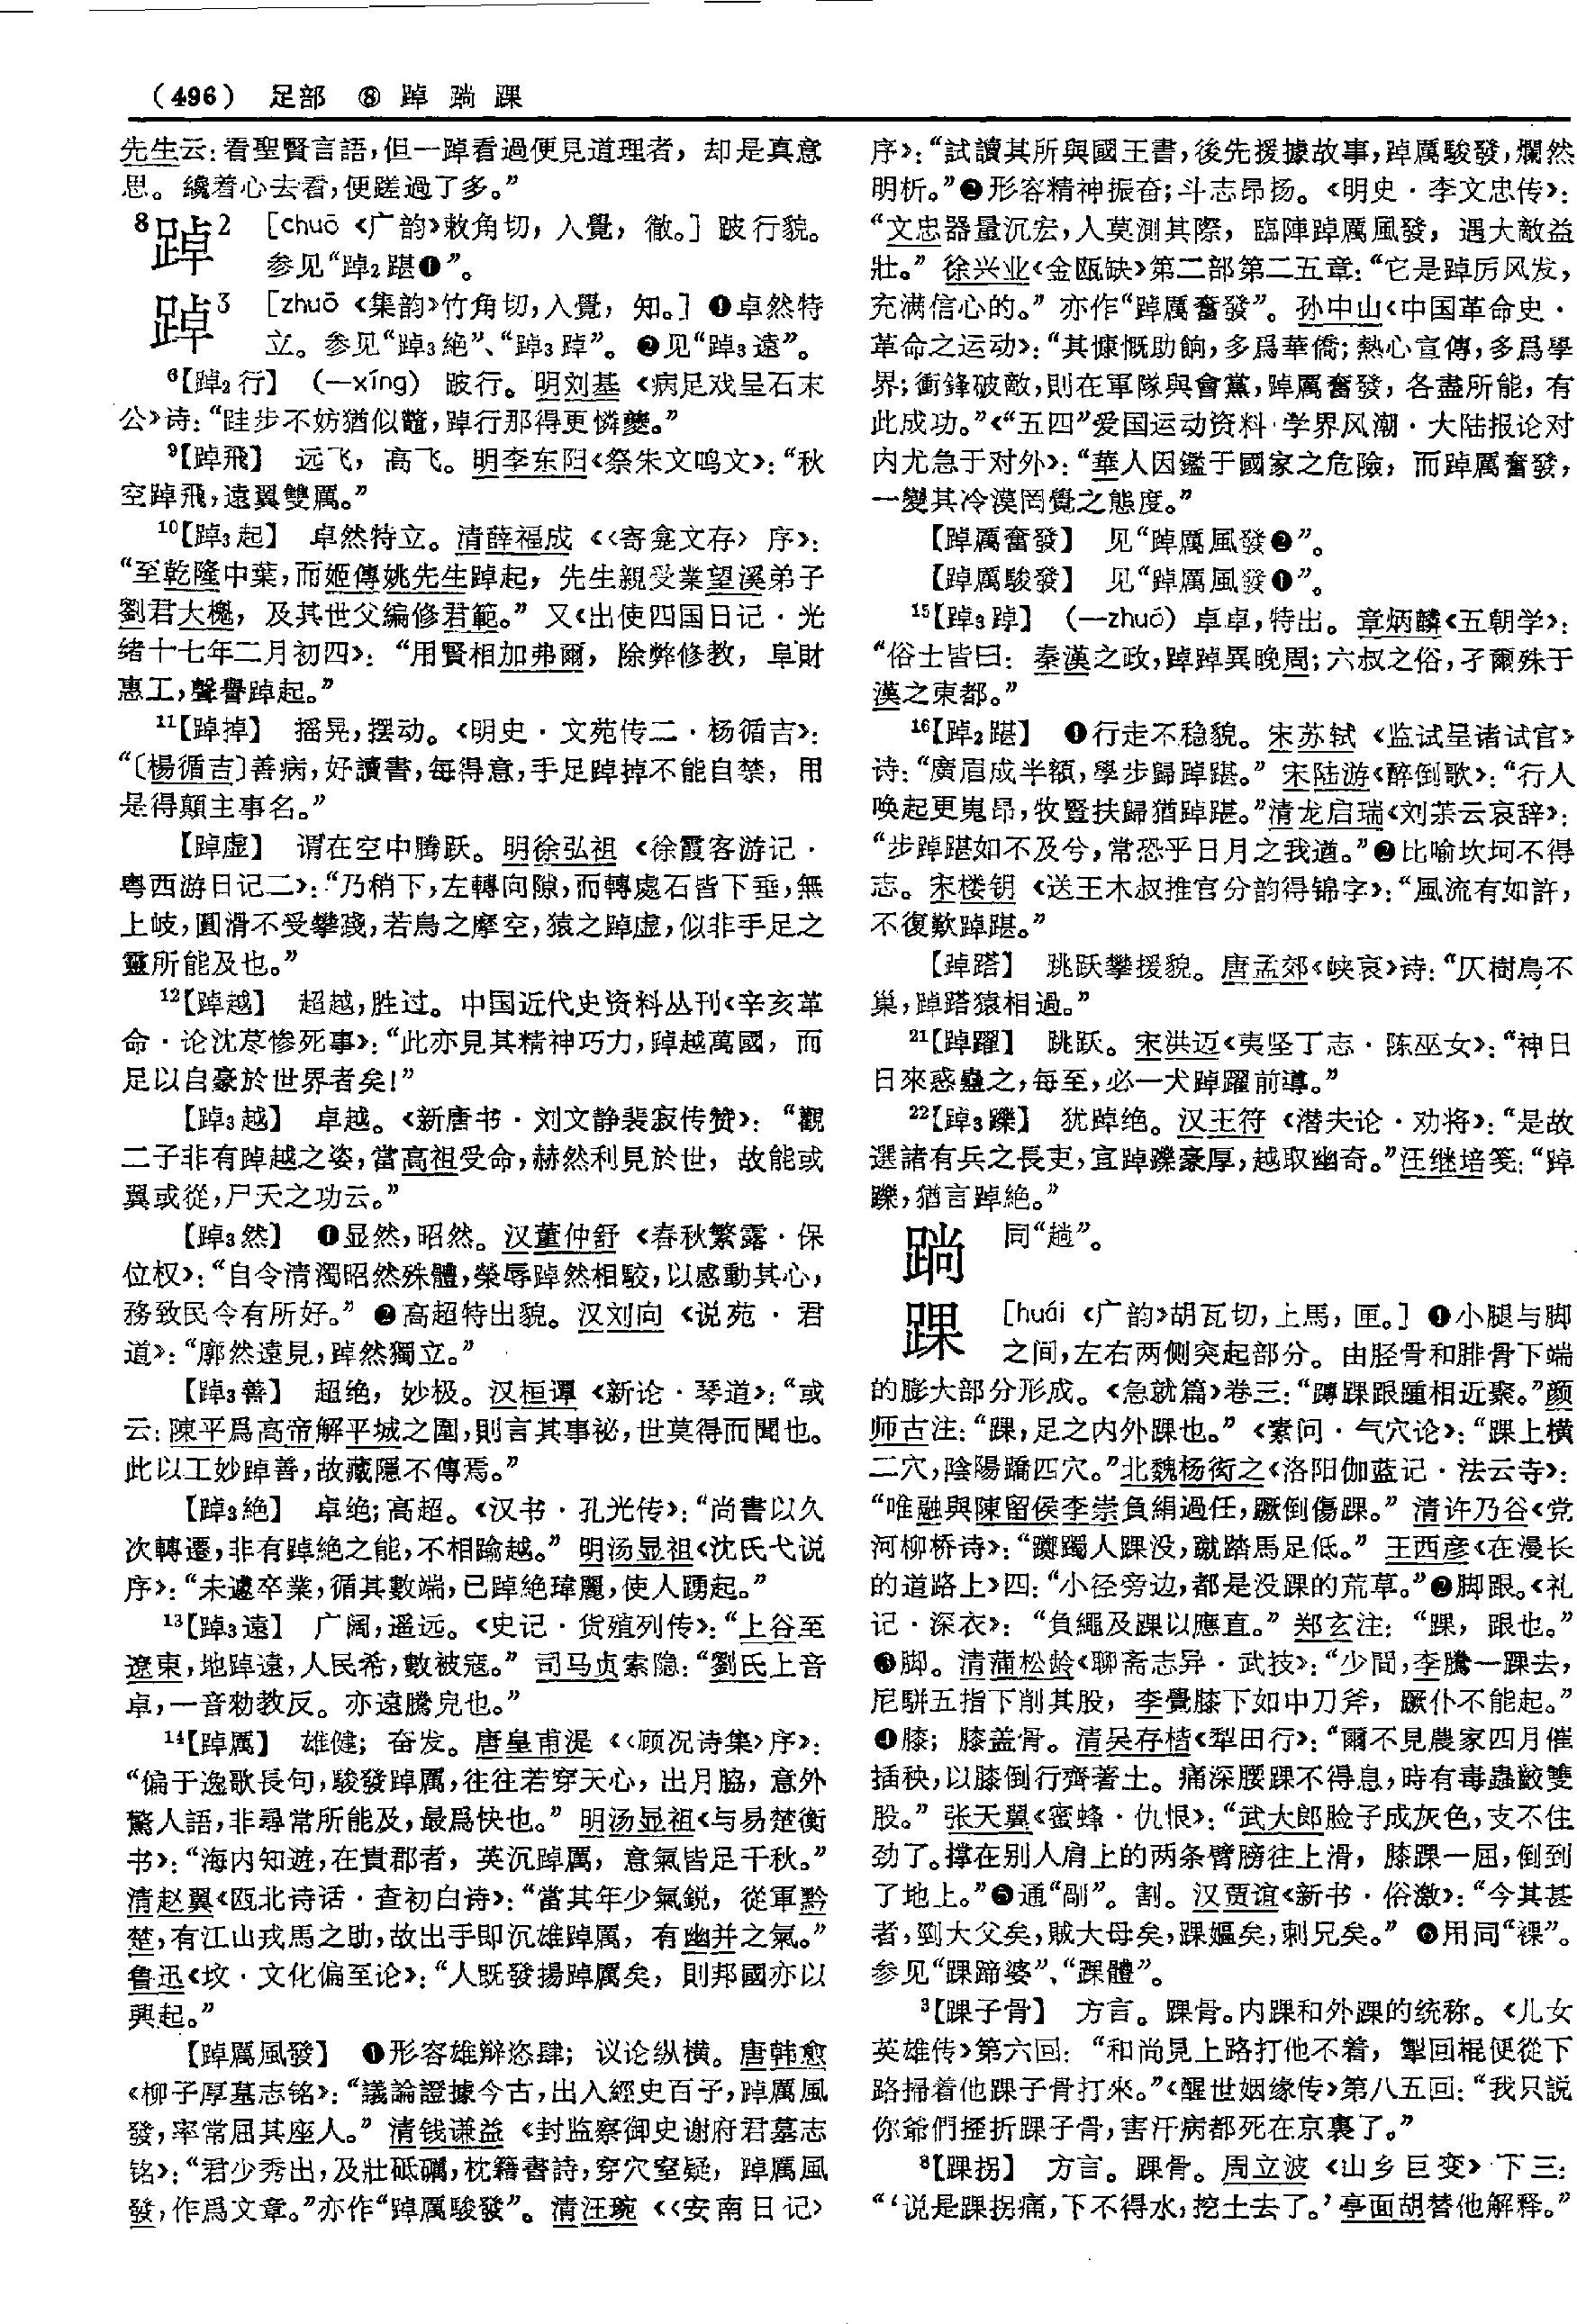 (496) 足部 ⑧ 踔 䠀 踝
先生云:看聖賢言語,但一踔看過便見道理者,却是真意
思。纔着心去看,便蹉過了多。”
8踔2 [chuō《广韵》敕角切,入覺,徹。] 跛行貌。
参见“踔₂踸❶”。
踔3 [zhuō《集韵》竹角切,入覺,知。] ❶卓然特
立。参见“踔₃絶”、“踔₃踔”。❷见“踔₃遠”。
6【踔₂行】 (—xíng) 跛行。明刘基《病足戏呈石末
公》诗:“跬步不妨猶似鼈,踔行那得更憐夔。”
9【踔飛】 远飞,高飞。明李东阳《祭朱文鸣文》:“秋
空踔飛,遠翼雙厲。”
10【踔₃起】 卓然特立。清薛福成《〈寄龛文存〉序》:
“至乾隆中葉,而姬傳姚先生踔起,先生親受業望溪弟子
劉君大櫆,及其世父編修君範。” 又《出使四国日记·光
绪十七年二月初四》:“用賢相加弗爾,除弊修教,阜財
惠工,聲譽踔起。”
11【踔掉】 摇晃,摆动。《明史·文苑传二·杨循吉》:
“〔楊循吉〕善病,好讀書,每得意,手足踔掉不能自禁,用
是得顛主事名。”
【踔虚】 谓在空中腾跃。明徐弘祖《徐霞客游记·
粤西游日记二》:“乃稍下,左轉向隙,而轉處石皆下垂,無
上岐,圓滑不受攀踐,若鳥之摩空,猿之踔虚,似非手足之
靈所能及也。”
12【踔越】 超越,胜过。中国近代史资料丛刊《辛亥革
命·论沈荩惨死事》:“此亦見其精神巧力,踔越萬國,而
足以自豪於世界者矣!”
【踔₃越】 卓越。《新唐书·刘文静裴寂传赞》:“觀
二子非有踔越之姿,當高祖受命,赫然利見於世,故能或
翼或從,尸天之功云。”
【踔₃然】 ❶显然,昭然。汉董仲舒《春秋繁露·保
位权》:“自令清濁昭然殊體,榮辱踔然相駮,以感動其心,
務致民令有所好。” ❷高超特出貌。汉刘向《说苑·君
道》:“廓然遠見,踔然獨立。”
【踔₃善】 超绝,妙极。汉桓谭《新论·琴道》:“或
云:陳平爲高帝解平城之圍,則言其事祕,世莫得而聞也。
此以工妙踔善,故藏隱不傳焉。”
【踔₃絶】 卓绝;高超。《汉书·孔光传》:“尚書以久
次轉遷,非有踔絶之能,不相踰越。” 明汤显祖《沈氏弋说
序》:“未遽卒業,循其數端,已踔絶瑋麗,使人踴起。”
13【踔₃遠】 广阔,遥远。《史记·货殖列传》:“上谷至
遼東,地踔遠,人民希,數被寇。” 司马贞索隐:“劉氏上音
卓,一音勑教反。亦遠騰皃也。”
14【踔厲】 雄健;奋发。唐皇甫湜《〈顾况诗集〉序》:
“偏于逸歌長句,駿發踔厲,往往若穿天心,出月脇,意外
驚人語,非尋常所能及,最爲快也。” 明汤显祖《与易楚衡
书》:“海内知遊,在貴郡者,英沉踔厲,意氣皆足千秋。”
清赵翼《瓯北诗话·查初白诗》:“當其年少氣鋭,從軍黔
楚,有江山戎馬之助,故出手即沉雄踔厲,有幽并之氣。”
鲁迅《坟·文化偏至论》:“人既發揚踔厲矣,則邦國亦以
興起。”
【踔厲風發】 ❶形容雄辩恣肆;议论纵横。唐韩愈
《柳子厚墓志铭》:“議論證據今古,出入經史百子,踔厲風
發,率常屈其座人。” 清钱谦益《封监察御史谢府君墓志
铭》:“君少秀出,及壯砥礪,枕籍書詩,穿穴窒疑,踔厲風
發,作爲文章。”亦作“踔厲駿發”。清汪琬《〈安南日记〉
序》:“試讀其所與國王書,後先援據故事,踔厲駿發,爛然
明析。”❷形容精神振奋;斗志昂扬。《明史·李文忠传》:
“文忠器量沉宏,人莫測其際,臨陣踔厲風發,遇大敵益
壯。” 徐兴业《金瓯缺》第二部第二五章:“它是踔厉风发,
充满信心的。” 亦作“踔厲奮發”。孙中山《中国革命史·
革命之运动》:“其慷慨助餉,多爲華僑;熱心宣傳,多爲學
界;衝鋒破敵,則在軍隊與會黨,踔厲奮發,各盡所能,有
此成功。”《“五四”爱国运动资料·学界风潮·大陆报论对
内尤急于对外》:“華人因鑑于國家之危險,而踔厲奮發,
一變其冷漠罔覺之態度。”
【踔厲奮發】 见“踔厲風發❷”。
【踔厲駿發】 见“踔厲風發❶”。
15【踔₃踔】 (—zhuō) 卓卓,特出。章炳麟《五朝学》:
“俗士皆曰:秦漢之政,踔踔異晚周;六叔之俗,孑爾殊于
漢之東都。”
16【踔₂踸】 ❶行走不稳貌。宋苏轼《监试呈诸试官》
诗:“廣眉成半額,學步歸踔踸。” 宋陆游《醉倒歌》:“行人
唤起更嵬昂,牧豎扶歸猶踔踸。”清龙启瑞《刘茮云哀辞》:
“步踔踸如不及兮,常恐乎日月之我遒。”❷比喻坎坷不得
志。宋楼钥《送王木叔推官分韵得锦字》:“風流有如許,
不復歎踔踸。”
【踔踏】 跳跃攀援貌。唐孟郊《峡哀》诗:“仄樹鳥不
巢,踔踏猿相過。”
21【踔躍】 跳跃。宋洪迈《夷坚丁志·陈巫女》:“神日
日來惑蠱之,每至,必一犬踔躍前導。”
22【踔₃躒】 犹踔绝。汉王符《潜夫论·劝将》:“是故
選諸有兵之長吏,宜踔躒豪厚,越取幽奇。”汪继培笺:“踔
躒,猶言踔絶。”
䠀 同“趟”。
踝 [huái《广韵》胡瓦切,上馬,匣。] ❶小腿与脚
之间,左右两侧突起部分。由胫骨和腓骨下端
的膨大部分形成。《急就篇》卷三:“䠙踝跟踵相近聚。”颜
师古注:“踝,足之内外踝也。” 《素问·气穴论》:“踝上横
二穴,陰陽蹻四穴。”北魏杨衒之《洛阳伽蓝记·法云寺》:
“唯融與陳留侯李崇負絹過任,蹶倒傷踝。” 清许乃谷《党
河柳桥诗》:“躑躅人踝没,蹴踏馬足低。” 王西彦《在漫长
的道路上》四:“小径旁边,都是没踝的荒草。”❷脚跟。《礼
记·深衣》:“負繩及踝以應直。” 郑玄注:“踝,跟也。”
❸脚。清蒲松龄《聊斋志异·武技》:“少間,李騰一踝去,
尼駢五指下削其股,李覺膝下如中刀斧,蹶仆不能起。”
❹膝;膝盖骨。清吴存楷《犁田行》:“爾不見農家四月催
插秧,以膝倒行齊著土。痛深腰踝不得息,時有毒蟲齩雙
股。” 张天翼《蜜蜂·仇恨》:“武大郎脸子成灰色,支不住
劲了。撑在别人肩上的两条臂膀往上滑,膝踝一屈,倒到
了地上。”❺通“剮”。割。汉贾谊《新书·俗激》:“今其甚
者,剄大父矣,賊大母矣,踝嫗矣,刺兄矣。” ❻用同“裸”。
参见“踝蹄婆”、“踝體”。
3【踝子骨】 方言。踝骨。内踝和外踝的统称。《儿女
英雄传》第六回:“和尚見上路打他不着,掣回棍便從下
路掃着他踝子骨打來。”《醒世姻缘传》第八五回:“我只説
你爺們揑折踝子骨,害汗病都死在京裏了。”
8【踝拐】 方言。踝骨。周立波《山乡巨变》下三:
“‘说是踝拐痛,下不得水,挖土去了。’亭面胡替他解释。”